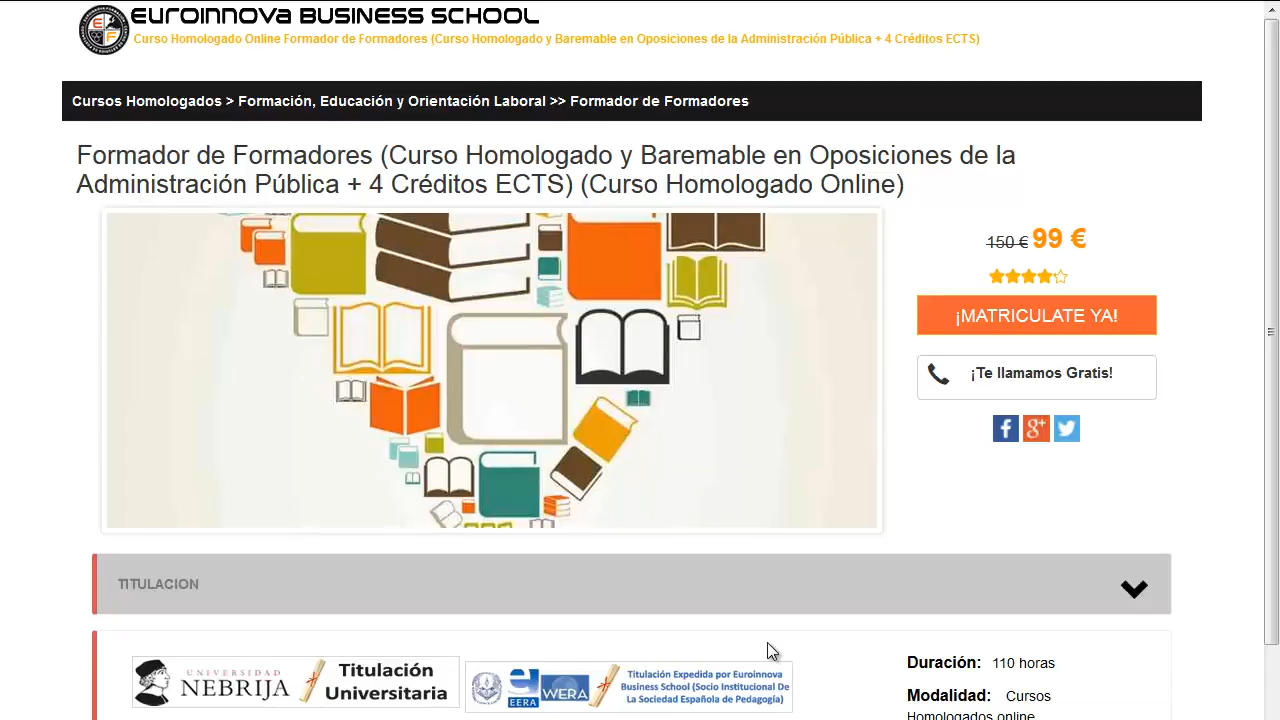 EUROINNOVA BUSINESS SCHOOL
Curso Homologado Online Formador de Formadores (Curso Homologado y Baremable en Oposiciones de la Administración Pública + 4 Créditos ECTS)
Cursos Homologados > Formación, Educación y Orientación Laboral >> Formador de Formadores
Formador de Formadores (Curso Homologado y Baremable en Oposiciones de la
Administración Pública + 4 Créditos ECTS) (Curso Homologado Online)
150 € 99 €
¡MATRICULATE YA!
¡Te llamamos Gratis!
TITULACION
UNIVERSIDAD
NEBRIJA
Titulación
Universitaria
EERA
WERA
Titulación Expedida por Euroinnova
Business School (Socio Institucional De
La Sociedad Española de Pedagogía)
Duración: 110 horas
Modalidad: Cursos
Homologados online